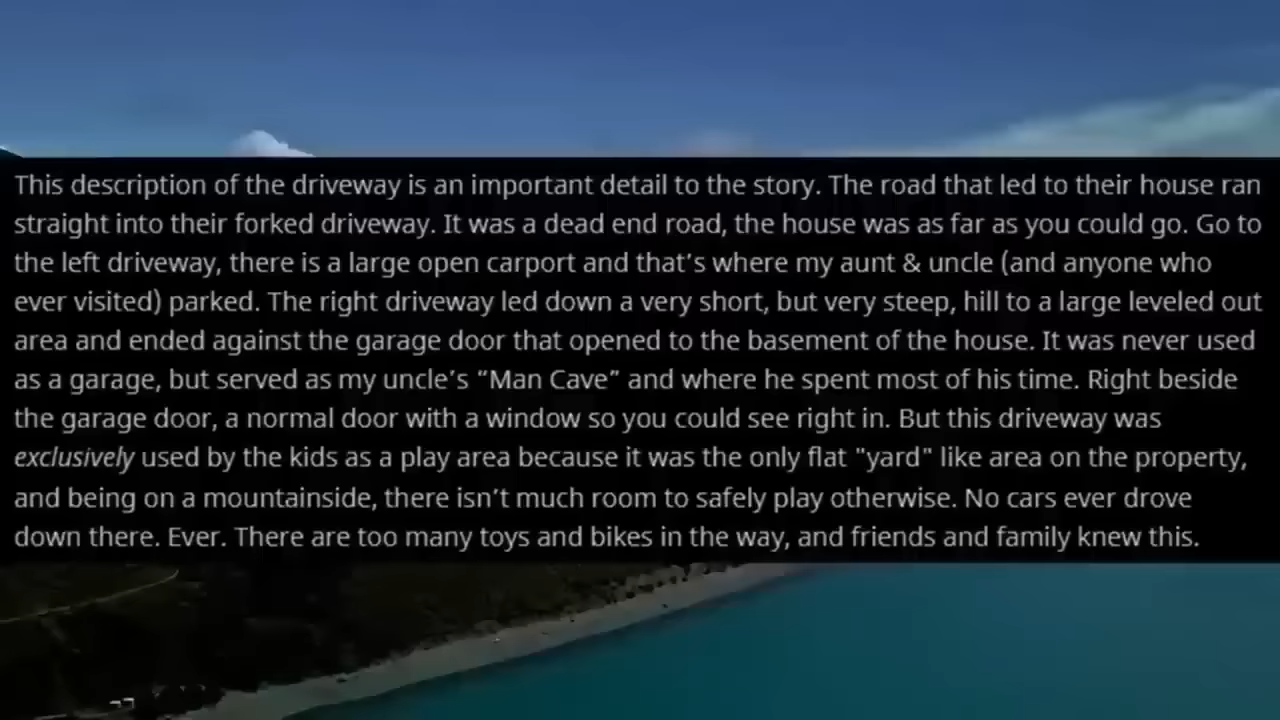 This description of the driveway is an important detail to the story. The road that led to their house ran
straight into their forked driveway. It was a dead end road, the house was as far as you could go. Go to
the left driveway, there is a large open carport and that’s where my aunt & uncle (and anyone who
ever visited) parked. The right driveway led down a very short, but very steep, hill to a large leveled out
area and ended against the garage door that opened to the basement of the house. It was never used
as a garage, but served as my uncle’s “Man Cave” and where he spent most of his time. Right beside
the garage door, a normal door with a window so you could see right in. But this driveway was
exclusively used by the kids as a play area because it was the only flat "yard" like area on the property,
and being on a mountainside, there isn’t much room to safely play otherwise. No cars ever drove
down there. Ever. There are too many toys and bikes in the way, and friends and family knew this.